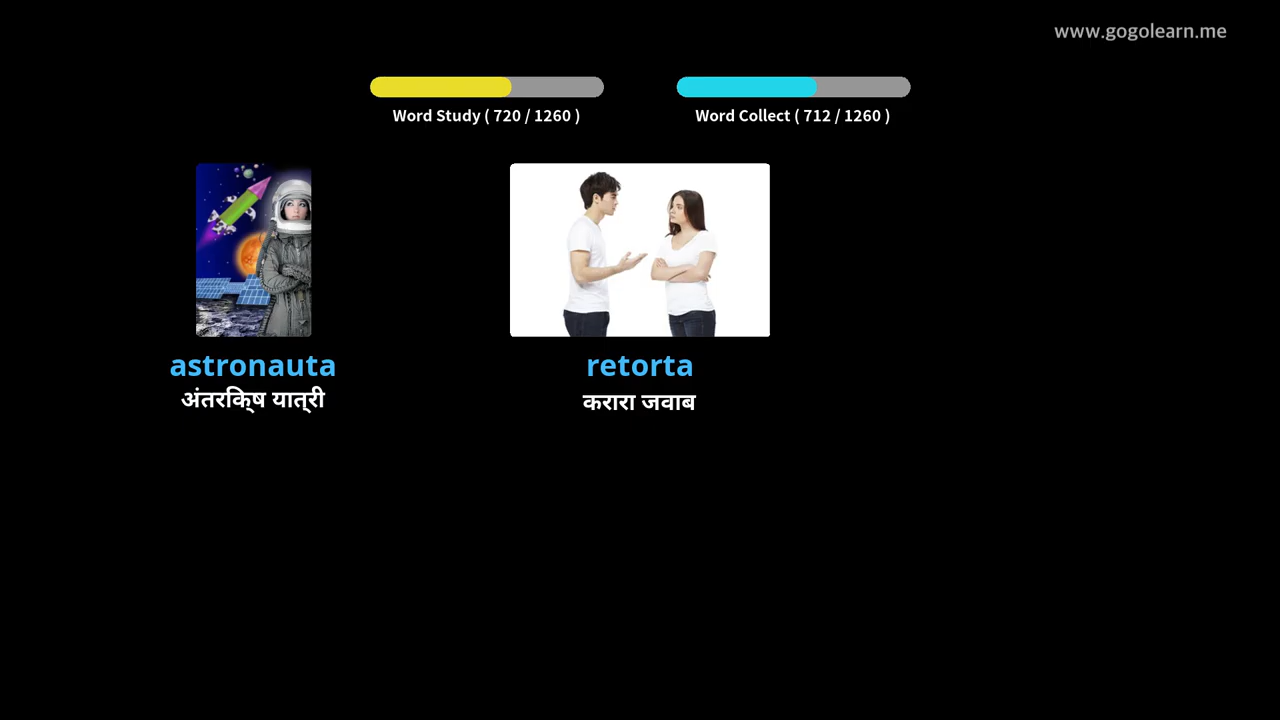 www.gogolearn.me
Word Study ( 720 / 1260 )
Word Collect ( 712 / 1260 )
astronauta
अंतरिक्ष यात्री
retorta
करारा जवाब